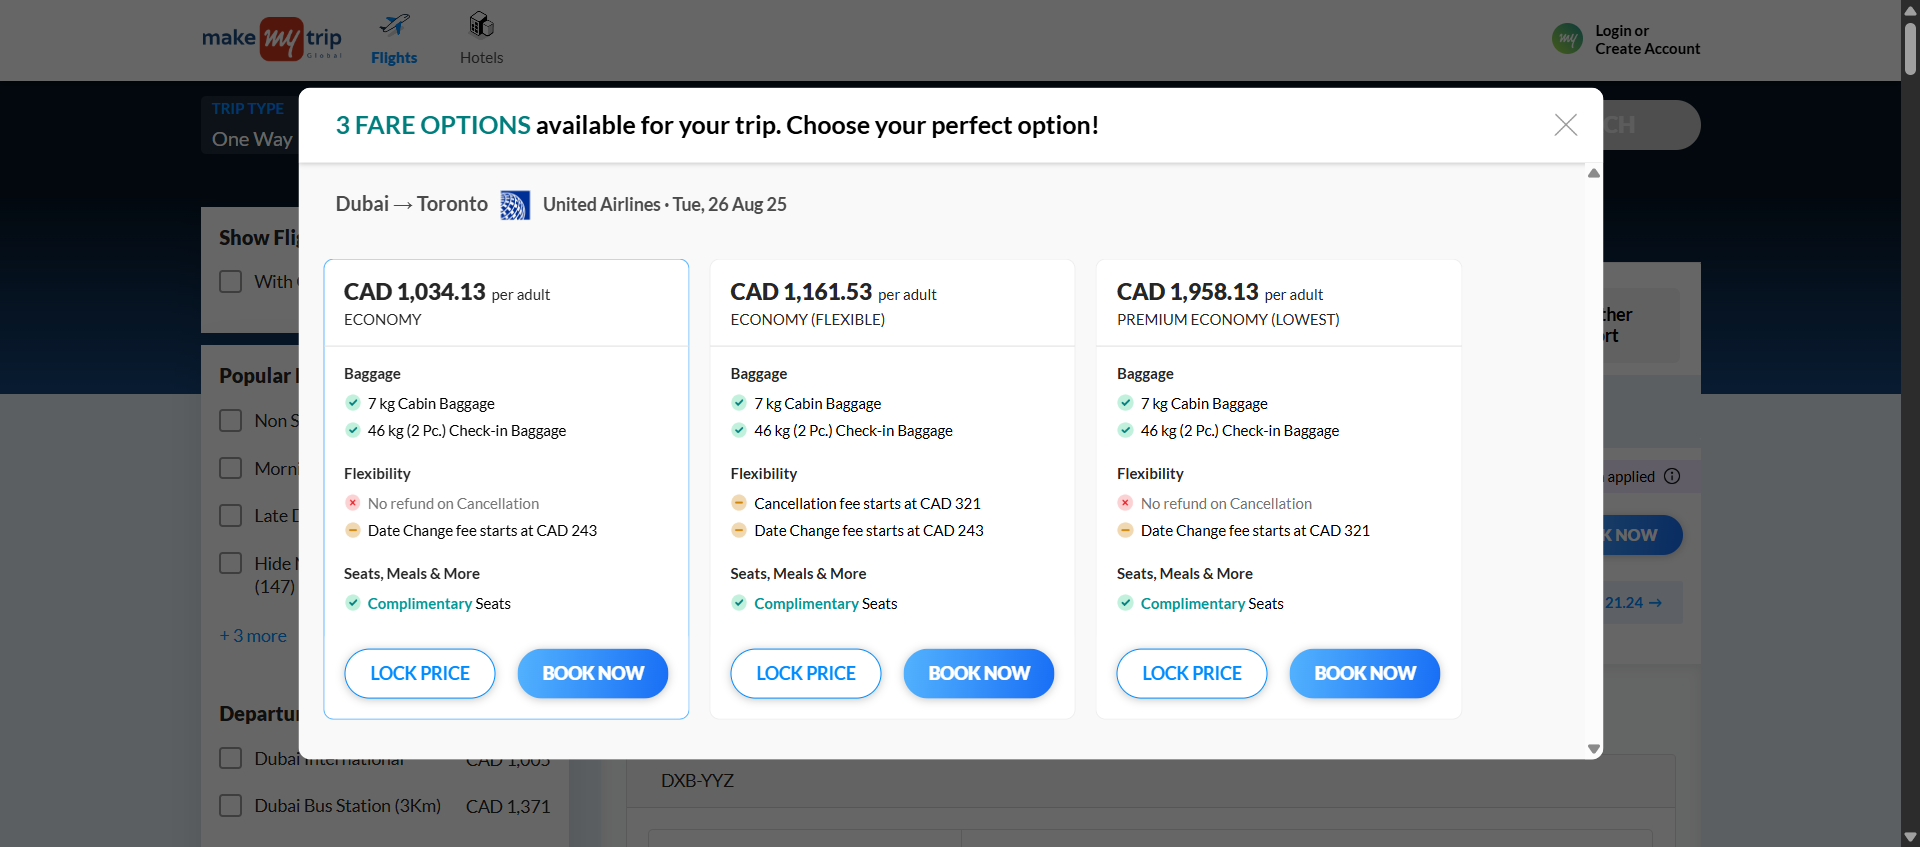 make my trip
Global
Flights
Hotels
my
Login or
Create Account
TRIP TYPE
One Way
CH
3 FARE OPTIONS available for your trip. Choose your perfect option!
Dubai → Toronto United Airlines · Tue, 26 Aug 25
Show Fli
With
Popular
Non S
Morni
Late D
Hide N
(147)
+ 3 more
Departu
Dubai International CAD 1,005
Dubai Bus Station (3Km) CAD 1,371
CAD 1,034.13 per adult
ECONOMY
Baggage
7 kg Cabin Baggage
46 kg (2 Pc.) Check-in Baggage
Flexibility
No refund on Cancellation
Date Change fee starts at CAD 243
Seats, Meals & More
Complimentary Seats
LOCK PRICE BOOK NOW
CAD 1,161.53 per adult
ECONOMY (FLEXIBLE)
Baggage
7 kg Cabin Baggage
46 kg (2 Pc.) Check-in Baggage
Flexibility
Cancellation fee starts at CAD 321
Date Change fee starts at CAD 243
Seats, Meals & More
Complimentary Seats
LOCK PRICE BOOK NOW
CAD 1,958.13 per adult
PREMIUM ECONOMY (LOWEST)
Baggage
7 kg Cabin Baggage
46 kg (2 Pc.) Check-in Baggage
Flexibility
No refund on Cancellation
Date Change fee starts at CAD 321
Seats, Meals & More
Complimentary Seats
LOCK PRICE BOOK NOW
ther
rt
applied
K NOW
21.24 →
DXB-YYZ